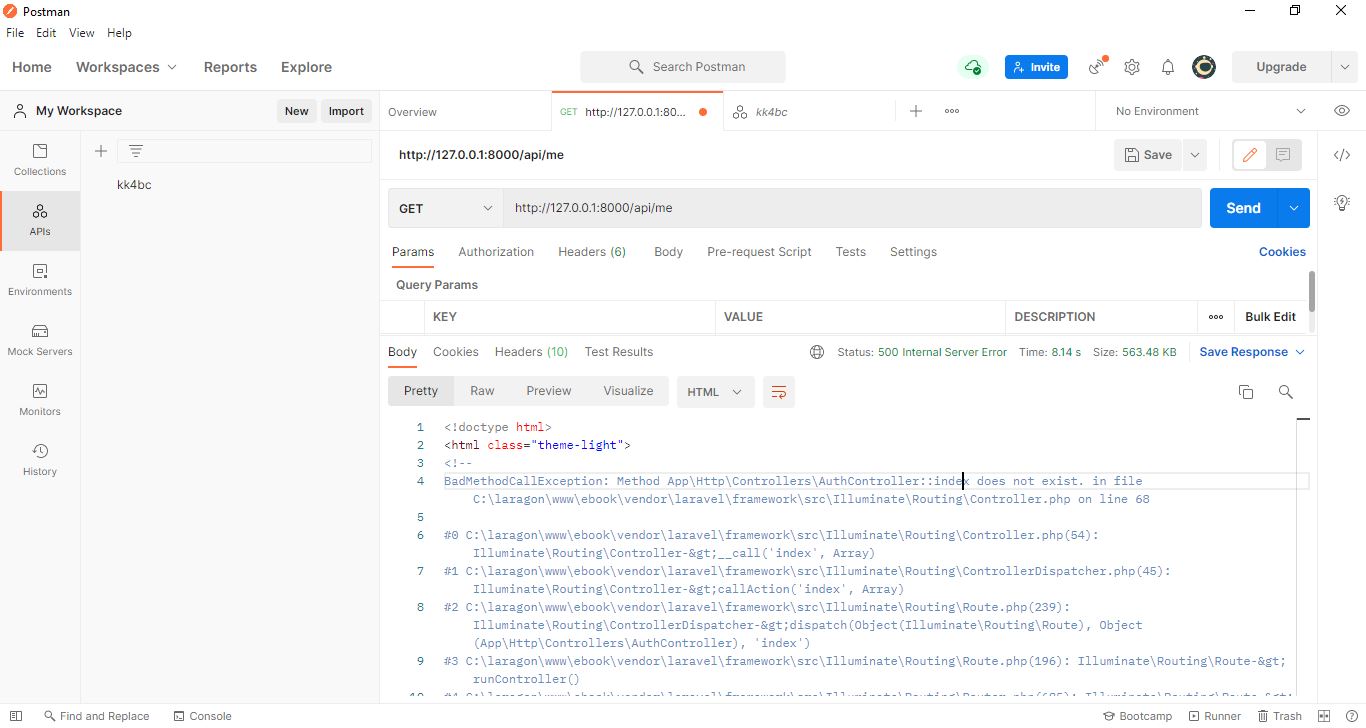 Postman
File Edit View Help
Home Workspaces Reports Explore Search Postman Invite Upgrade
My Workspace New Import Overview GET http://127.0.0.1:80... kk4bc No Environment
Collections
kk4bc
APIs
Environments
Mock Servers
Monitors
History
http://127.0.0.1:8000/api/me Save
GET http://127.0.0.1:8000/api/me Send
Params Authorization Headers (6) Body Pre-request Script Tests Settings Cookies
Query Params
KEY VALUE DESCRIPTION Bulk Edit
Body Cookies Headers (10) Test Results Status: 500 Internal Server Error Time: 8.14 s Size: 563.48 KB Save Response
Pretty Raw Preview Visualize HTML
1 <!doctype html>
2 <html class="theme-light">
3 <!--
4 BadMethodCallException: Method App\Http\Controllers\AuthController::index does not exist. in file
C:\laragon\www\ebook\vendor\laravel\framework\src\Illuminate\Routing\Controller.php on line 68
5
6 #0 C:\laragon\www\ebook\vendor\laravel\framework\src\Illuminate\Routing\Controller.php(54):
Illuminate\Routing\Controller-&gt;__call('index', Array)
7 #1 C:\laragon\www\ebook\vendor\laravel\framework\src\Illuminate\Routing\ControllerDispatcher.php(45):
Illuminate\Routing\Controller-&gt;callAction('index', Array)
8 #2 C:\laragon\www\ebook\vendor\laravel\framework\src\Illuminate\Routing\Route.php(239):
Illuminate\Routing\ControllerDispatcher-&gt;dispatch(Object(Illuminate\Routing\Route), Object
(App\Http\Controllers\AuthController), 'index')
9 #3 C:\laragon\www\ebook\vendor\laravel\framework\src\Illuminate\Routing\Route.php(196): Illuminate\Routing\Route-&gt;
runController()
Find and Replace Console Bootcamp Runner Trash